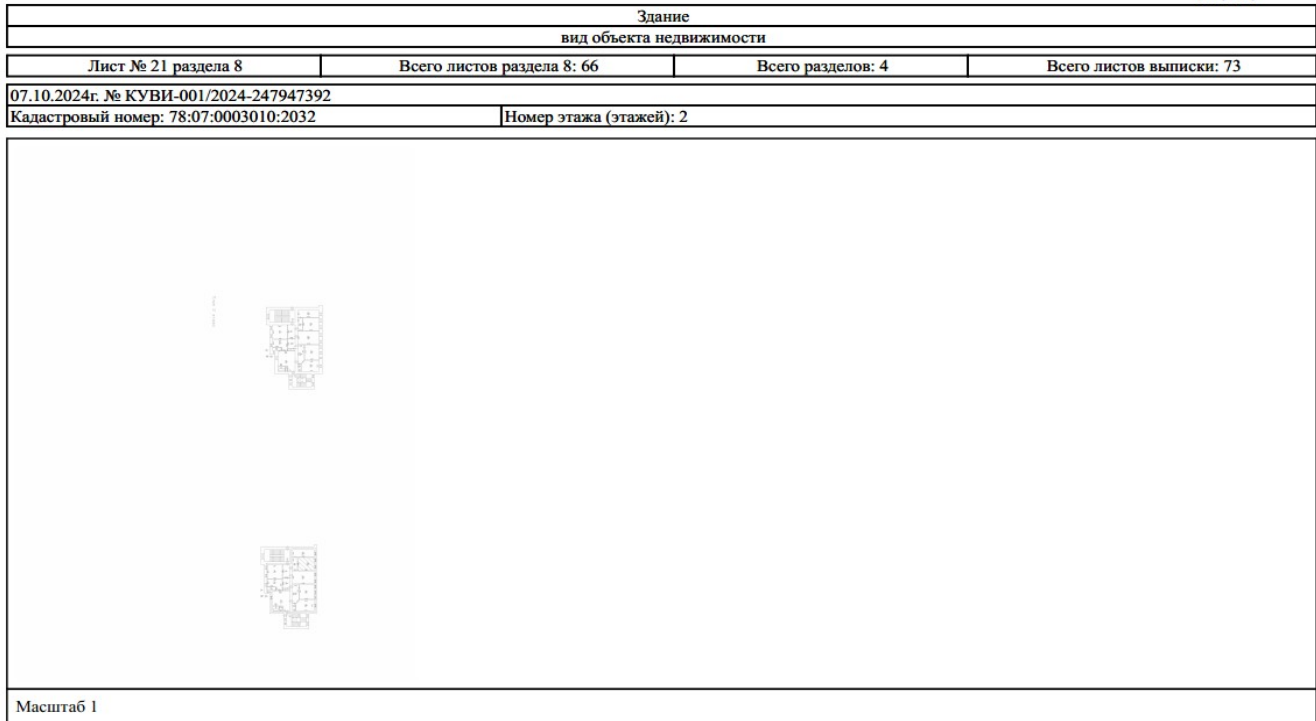 Здание
вид объекта недвижимости
Лист № 21 раздела 8 Всего листов раздела 8: 66 Всего разделов: 4 Всего листов выписки: 73
07.10.2024г. № КУВИ-001/2024-247947392
Кадастровый номер: 78:07:0003010:2032 Номер этажа (этажей): 2
Масштаб 1